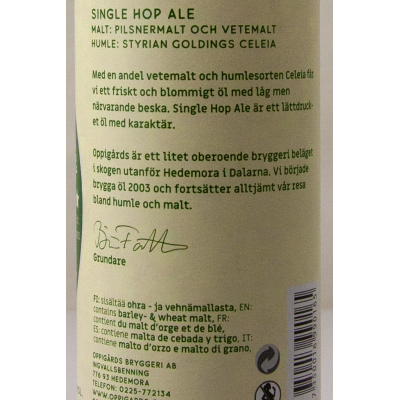 SINGLE HOP ALE
MALT: PILSNERMALT OCH VETEMALT
HUMLE: STYRIAN GOLDINGS CELEIA
Med en andel vetemalt och humlesorten Celeia får
vi ett friskt och blommigt öl med låg men
närvarande beska. Single Hop Ale är ett lättdruck-
et öl med karaktär.
Oppigårds är ett litet oberoende bryggeri beläget
i skogen utanför Hedemora i Dalarna. Vi började
brygga öl 2003 och fortsätter alltjämt vår resa
bland humle och malt.
Grundare
FI: sisältää ohra - ja vehnämallasta, EN:
contains barley- & wheat malt, FR:
contient du malt d'orge et de blé,
ES: contiene malta de cebada y trigo, IT:
contiene malto d'orzo e malto di grano.
OPPIGÅRDS BRYGGERI AB
INGVALLSBENNING
776 93 HEDEMORA
TELEFON: 0225-772134